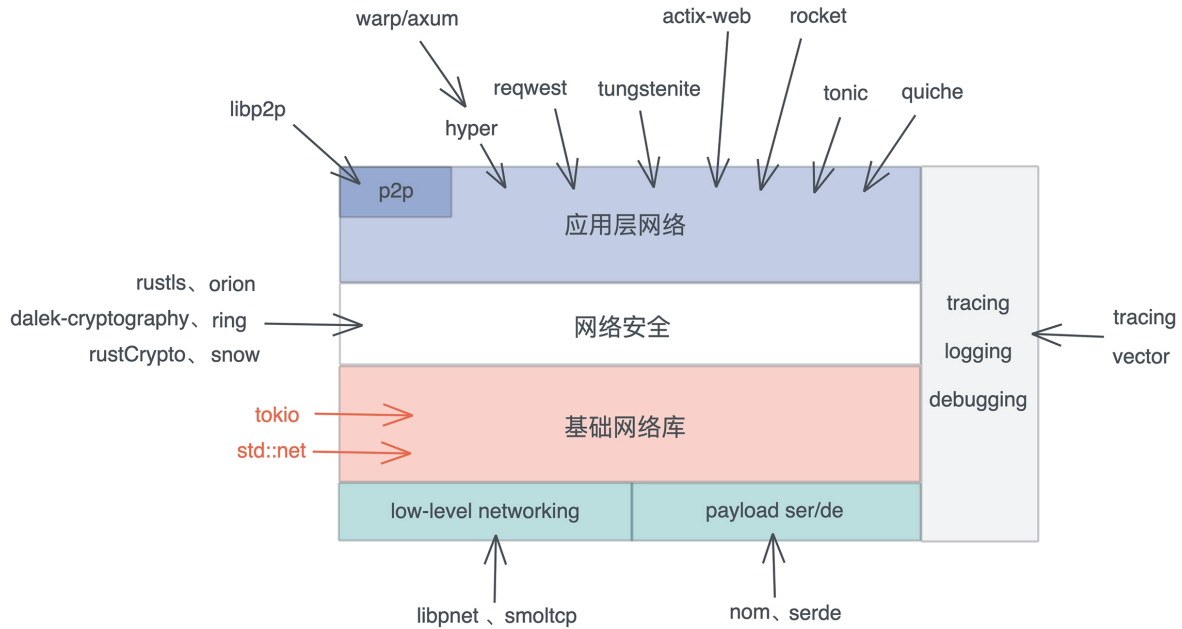 warp/axum
actix-web
rocket
reqwest
tungstenite
tonic
quiche
libp2p
hyper
p2p
应用层网络
rustls、orion
dalek-cryptography、ring
rustCrypto、snow
网络安全
tracing
logging
debugging
tracing
vector
tokio
std::net
基础网络库
low-level networking
payload ser/de
libpnet 、smoltcp
nom、serde